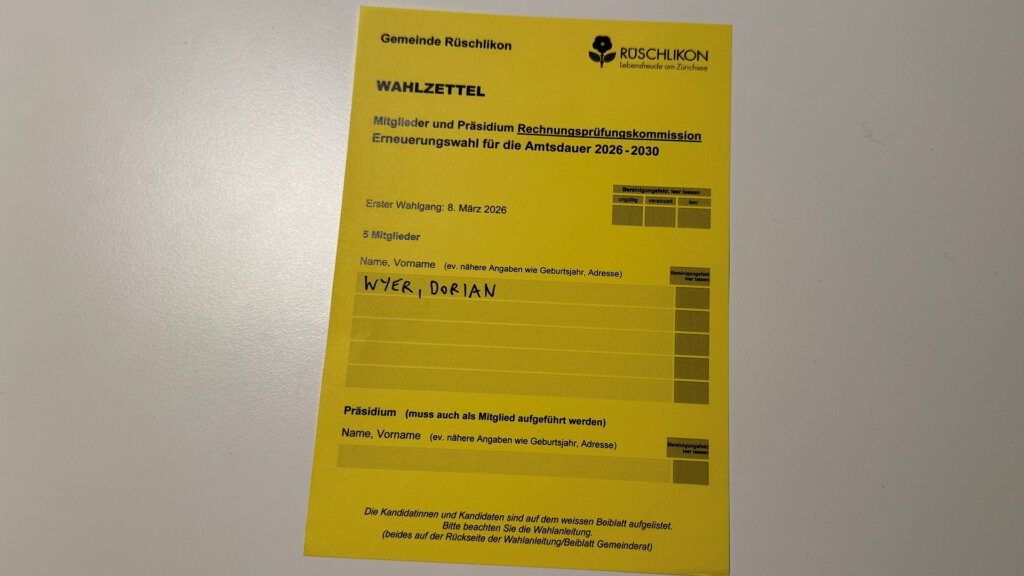 Gemeinde Rüschlikon
RÜSCHLIKON
Lebensfreude am Zürichsee
WAHLZETTEL
Mitglieder und Präsidium Rechnungsprüfungskommission
Erneuerungswahl für die Amtsdauer 2026 - 2030
Bereinigungsfeld: leer lassen
ungültig vereinzelt leer
Erster Wahlgang: 8. März 2026
5 Mitglieder
Name, Vorname (ev. nähere Angaben wie Geburtsjahr, Adresse)
Bereinigungsfeld
leer lassen
WYER, DORIAN
Präsidium (muss auch als Mitglied aufgeführt werden)
Name, Vorname (ev. nähere Angaben wie Geburtsjahr, Adresse)
Bereinigungsfeld
leer lassen
Die Kandidatinnen und Kandidaten sind auf dem weissen Beiblatt aufgelistet.
Bitte beachten Sie die Wahlanleitung.
(beides auf der Rückseite der Wahlanleitung/Beiblatt Gemeinderat)